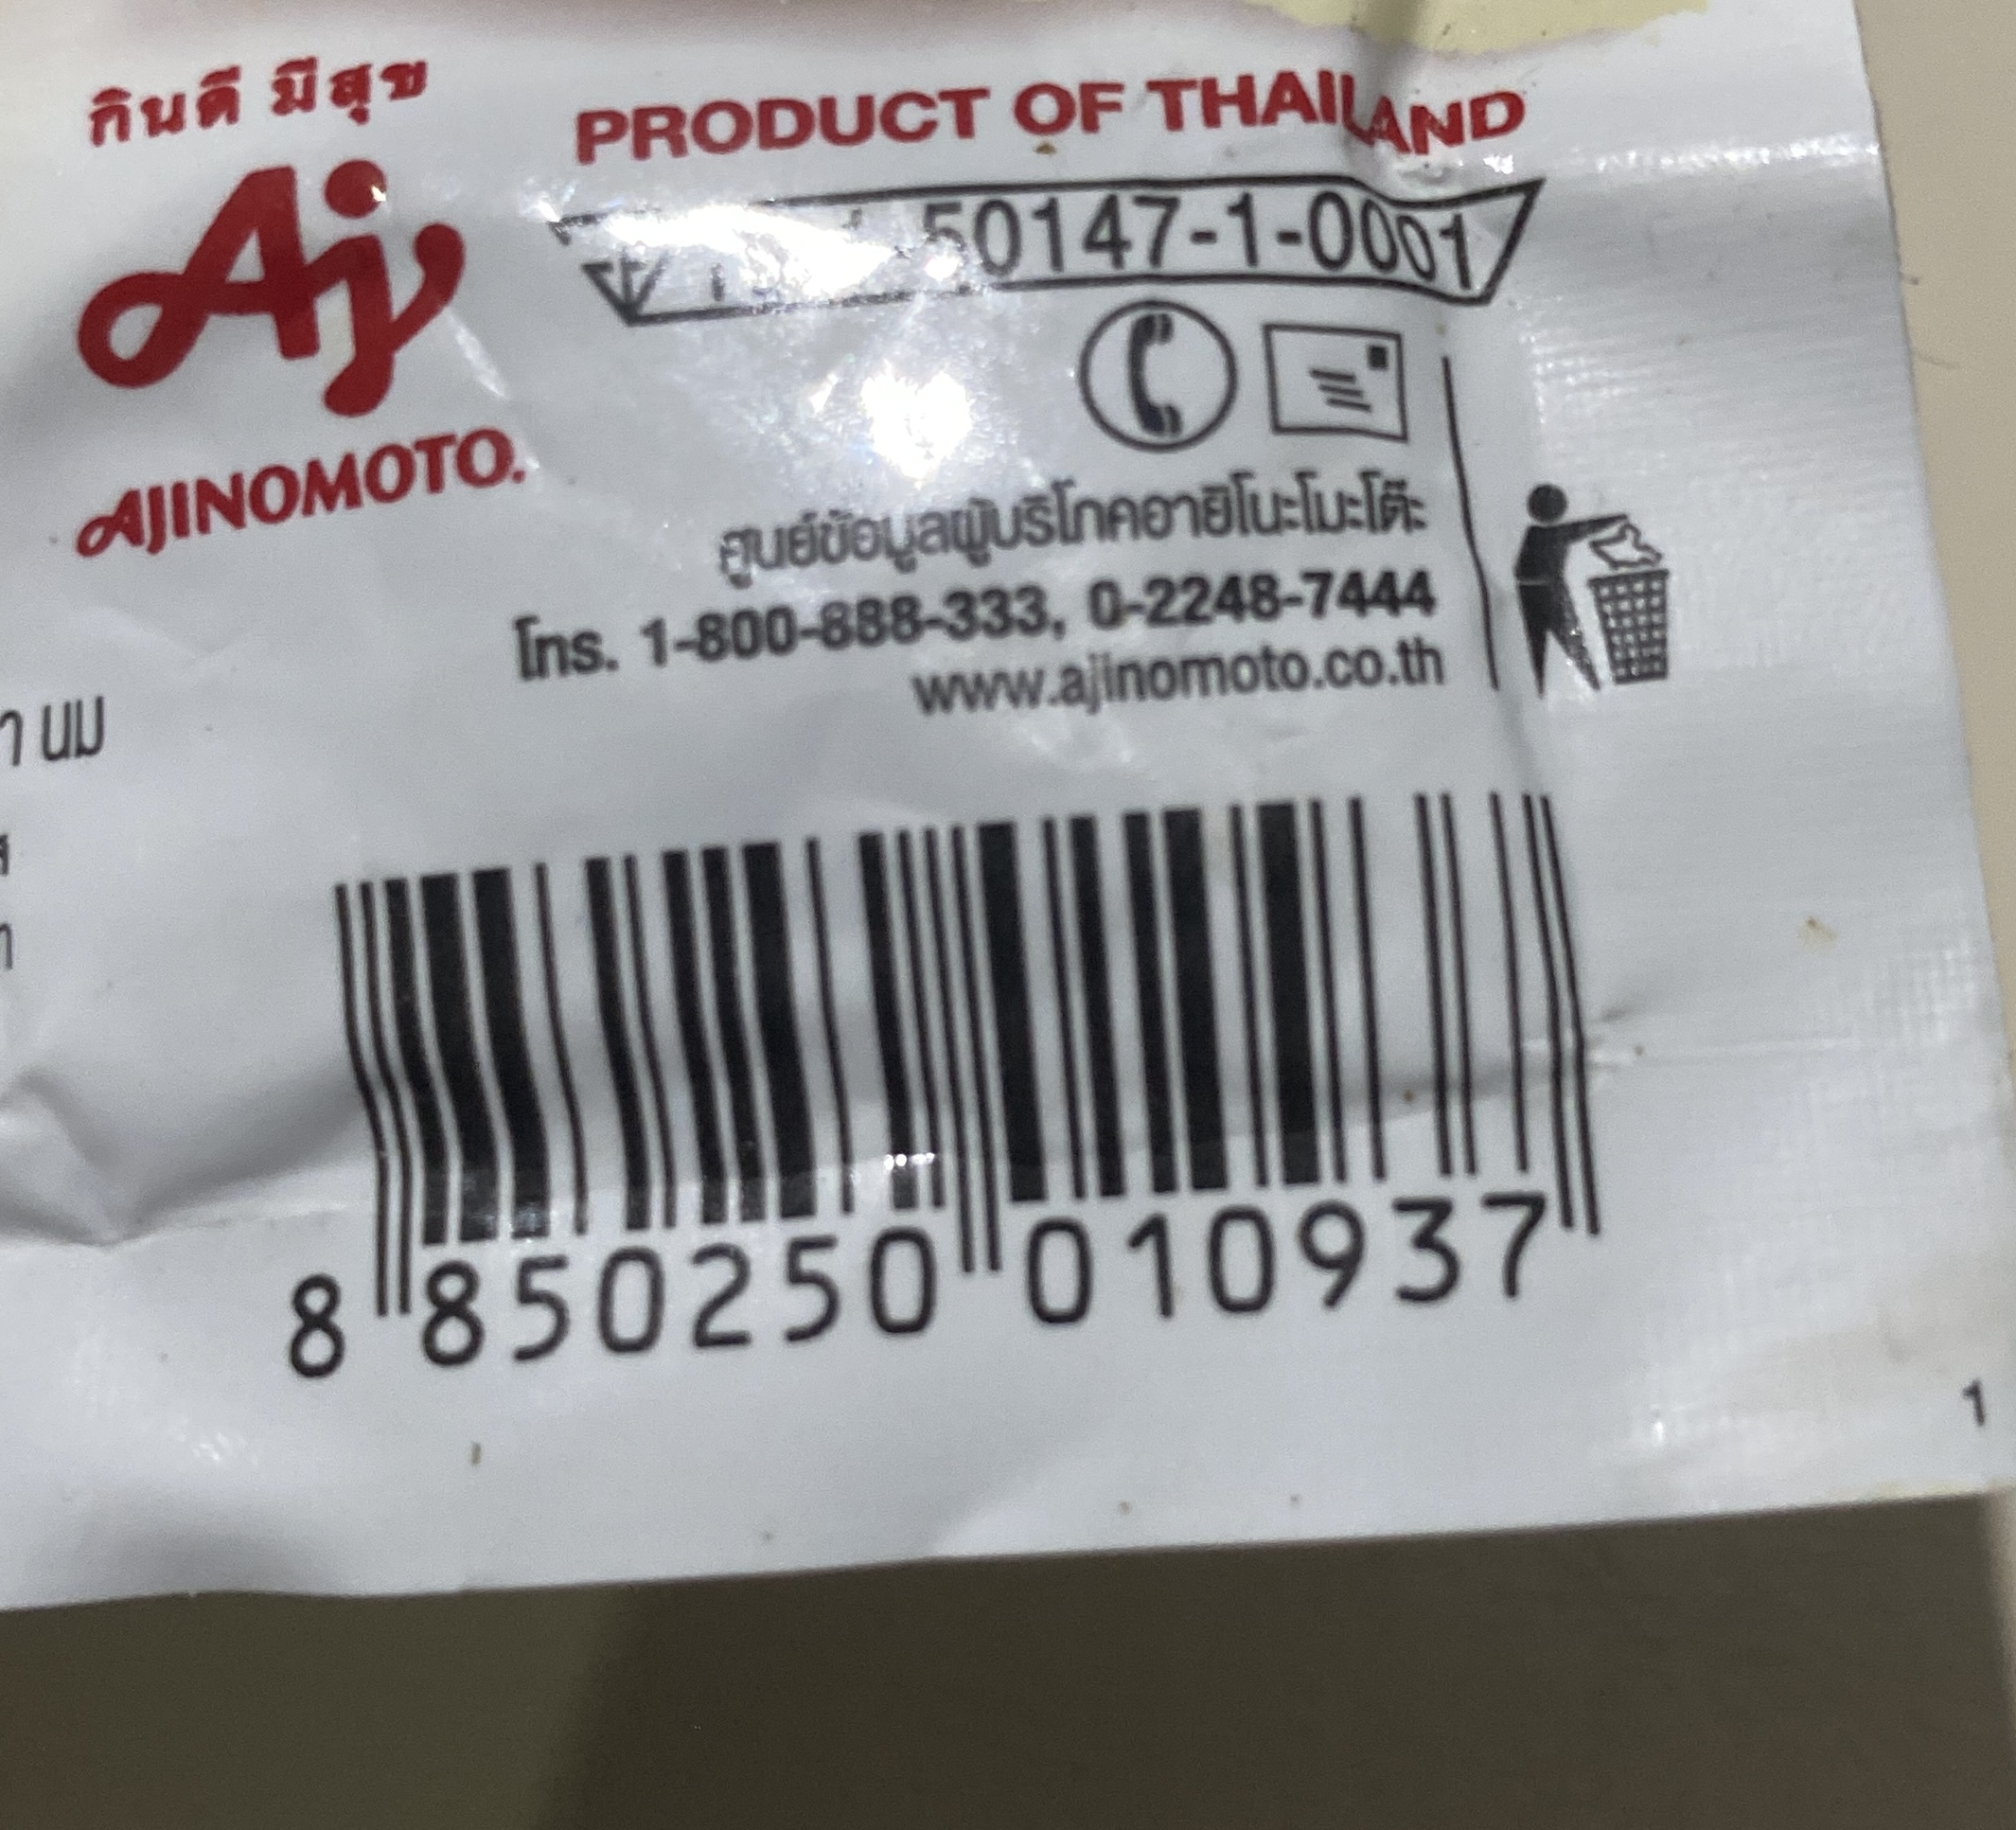 กินดี มีสุข
Aj
AJINOMOTO.
PRODUCT OF THAILAND
50147-1-0001
ศูนย์ข้อมูลผู้บริโภคอายิโนะโมะโต๊ะ
โทร. 1-800-888-333, 0-2248-7444
www.ajinomoto.co.th
นม
8 850250 010937
1